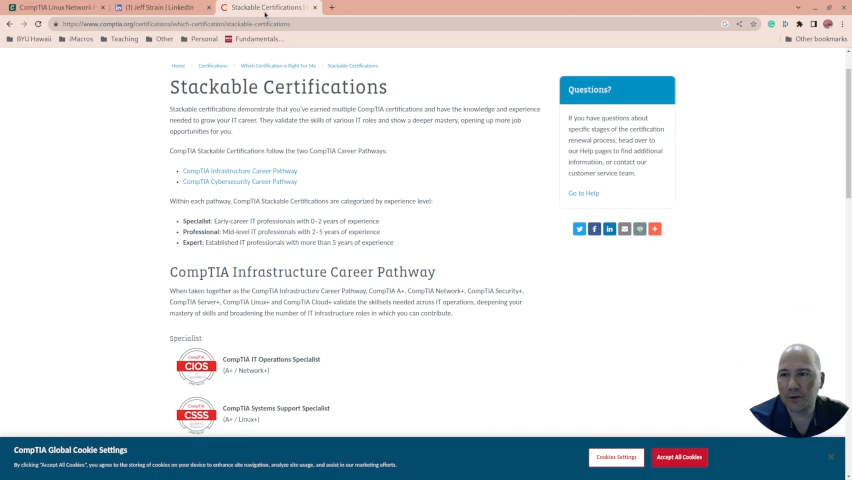 CompTIA Linux Network
(1) Jeff Strain | LinkedIn
Stackable Certifications |
https://www.comptia.org/certifications/which-certification/stackable-certifications
BYU Hawaii
iMacros
Teaching
Other
Personal
Fundamentals...
Other bookmarks
Home
Certifications
Which Certification is Right For Me
Stackable Certifications
Stackable Certifications
Stackable certifications demonstrate that you've earned multiple CompTIA certifications and have the knowledge and experience
needed to grow your IT career. They validate the skills of various IT roles and show a deeper mastery, opening up more job
opportunities for you.
CompTIA Stackable Certifications follow the two CompTIA Career Pathways:
• CompTIA Infrastructure Career Pathway
• CompTIA Cybersecurity Career Pathway
Within each pathway, CompTIA Stackable Certifications are categorized by experience level:
• Specialist: Early-career IT professionals with 0–2 years of experience
• Professional: Mid-level IT professionals with 2–5 years of experience
• Expert: Established IT professionals with more than 5 years of experience
Questions?
If you have questions about
specific stages of the certification
renewal process, head over to
our Help pages to find additional
information, or contact our
customer service team.
Go to Help
CompTIA Infrastructure Career Pathway
When taken together as the CompTIA Infrastructure Career Pathway, CompTIA A+, CompTIA Network+, CompTIA Security+,
CompTIA Server+, CompTIA Linux+ and CompTIA Cloud+ validate the skillsets needed across IT operations, deepening your
mastery of skills and broadening the number of IT infrastructure roles in which you can contribute.
Specialist
CompTIA
CIOS
CompTIA IT Operations Specialist
(A+ / Network+)
CompTIA
CSSS
CompTIA Systems Support Specialist
(A+ / Linux+)
CompTIA Global Cookie Settings
By clicking "Accept All Cookies", you agree to the storing of cookies on your device to enhance site navigation, analyze site usage, and assist in our marketing efforts.
Cookies Settings
Accept All Cookies